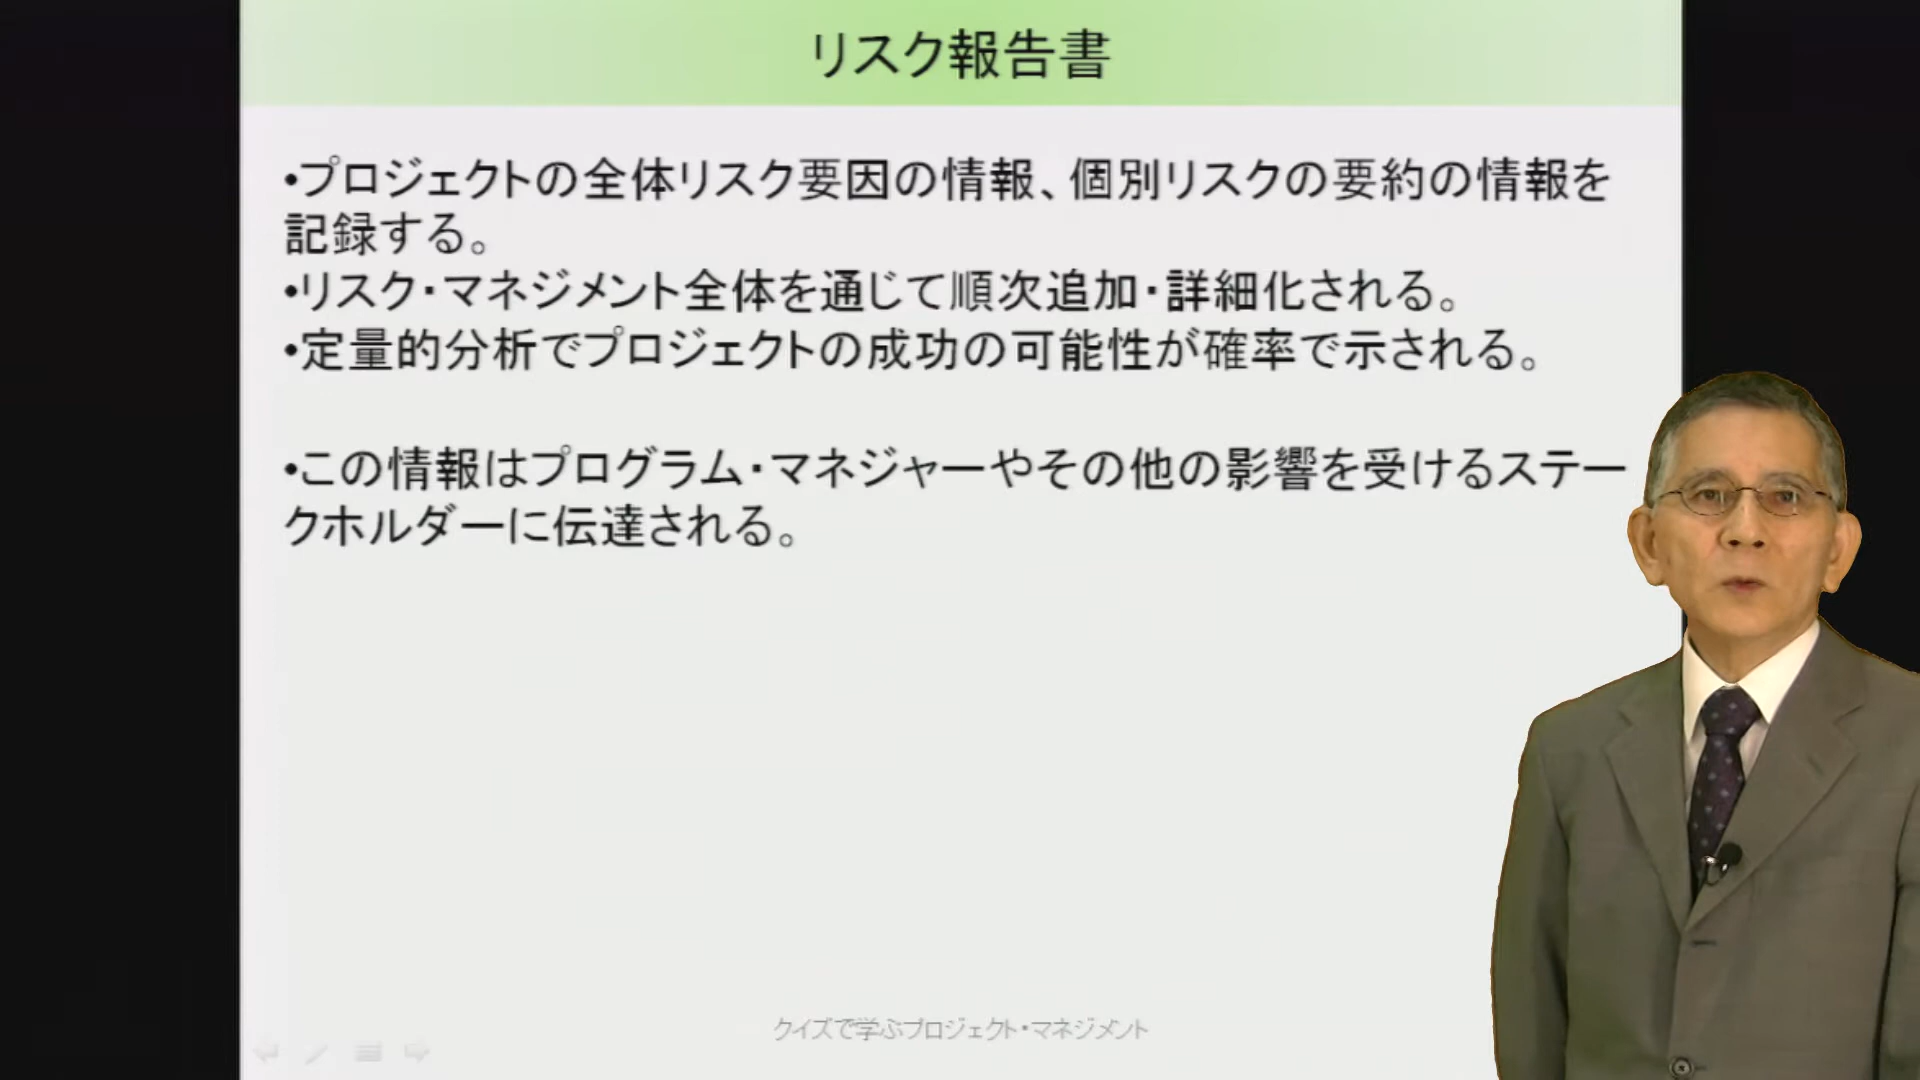 リスク報告書
•プロジェクトの全体リスク要因の情報、個別リスクの要約の情報を
記録する。
•リスク・マネジメント全体を通じて順次追加・詳細化される。
•定量的分析でプロジェクトの成功の可能性が確率で示される。
•この情報はプログラム・マネジャーやその他の影響を受けるステー
クホルダーに伝達される。
クイズで学ぶプロジェクト・マネジメント